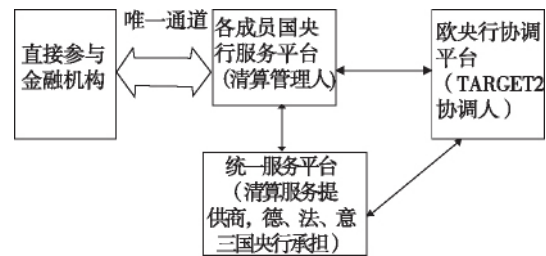 唯一通道
直接参与
金融机构
各成员国央
行服务平台
(清算管理人)
欧央行协调
平台
（TARGET2
协调人）
统一服务平台
（清算服务提
供商，德、法、意
三国央行承担）